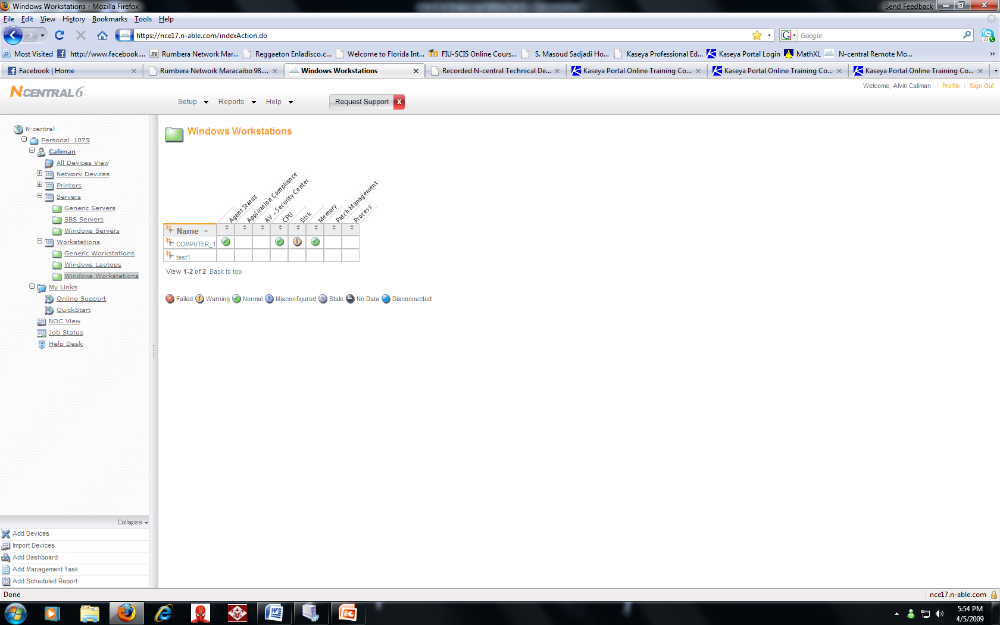 Windows Workstations - Mozilla Firefox
Send Feedback
File Edit View History Bookmarks Tools Help
https://nce17.n-able.com/indexAction.do
G Google
Most Visited http://www.facebook.... Rumbera Network Mar... Reggaeton Enladisco.c... Welcome to Florida Int... FIU-SCIS Online Cours... S. Masoud Sadjadi Ho... Kaseya Professional Ed... Kaseya Portal Login MathXL N-central Remote Mo... »
Facebook | Home Rumbera Network Maracaibo 98.... Windows Workstations Recorded N-central Technical De... Kaseya Portal Online Training Co... Kaseya Portal Online Training Co... Kaseya Portal Online Training Co...
NCENTRAL 6
Welcome, Alvin Caliman | Profile | Sign Out
Setup Reports Help Request Support X
N-central
Personal_1079
Caliman
All Devices View
Network Devices
Printers
Servers
Generic Servers
SBS Servers
Windows Servers
Workstations
Generic Workstations
Windows Laptops
Windows Workstations
My Links
Online Support
QuickStart
NOC View
Job Status
Help Desk
Collapse
Add Devices
Import Devices
Add Dashboard
Add Management Task
Add Scheduled Report
Windows Workstations
Agent Status
Application Compliance
AV - Security Center
CPU
Disk
Memory
Patch Management
Process
Name
COMPUTER_1
test1
View 1-2 of 2 Back to top
Failed Warning Normal Misconfigured Stale No Data Disconnected
Done
nce17.n-able.com
5:54 PM
4/5/2009